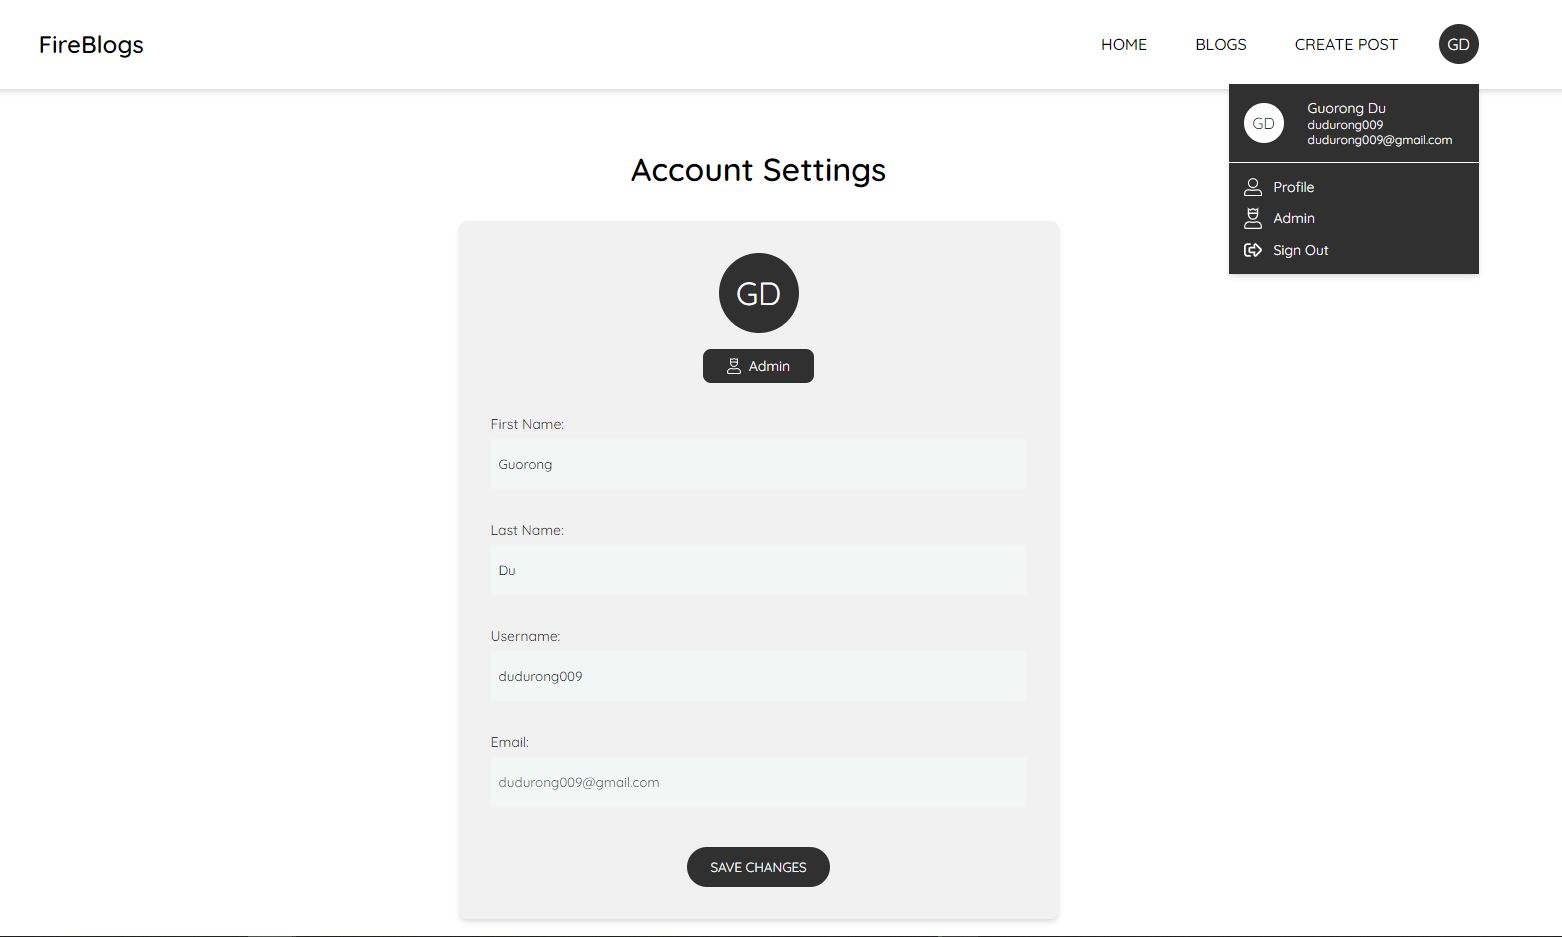 FireBlogs
HOME
BLOGS
CREATE POST
GD
GD
Guorong Du
dudurong009
dudurong009@gmail.com
Profile
Admin
Sign Out
Account Settings
GD
Admin
First Name:
Guorong
Last Name:
Du
Username:
dudurong009
Email:
dudurong009@gmail.com
SAVE CHANGES